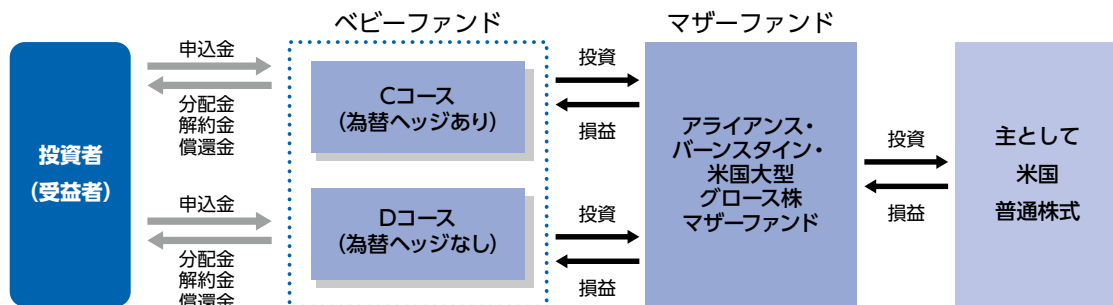 ベビーファンド
マザーファンド
投資者
(受益者)
申込金
分配金
解約金
償還金
Cコース
(為替ヘッジあり)
投資
損益
申込金
分配金
解約金
償還金
Dコース
(為替ヘッジなし)
投資
損益
アライアンス・
バーンスタイン・
米国大型
グロース株
マザーファンド
投資
損益
主として
米国
普通株式